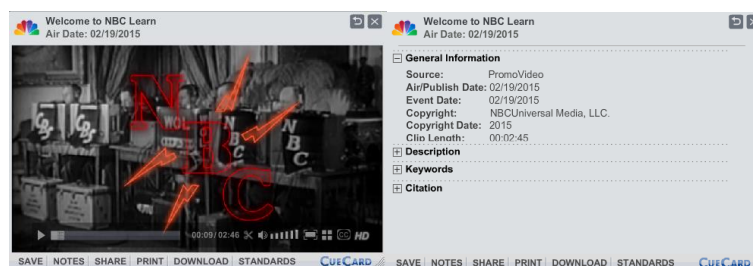 Welcome to NBC Learn
Air Date: 02/19/2015
CBS
WOL
NBC
NBC
CBS
NBC
00:09/02:46
CC HD
SAVE NOTES SHARE PRINT DOWNLOAD STANDARDS CUECARD
Welcome to NBC Learn
Air Date: 02/19/2015
General Information
Source: PromoVideo
Air/Publish Date: 02/19/2015
Event Date: 02/19/2015
Copyright: NBCUniversal Media, LLC.
Copyright Date: 2015
Clip Length: 00:02:45
Description
Keywords
Citation
SAVE NOTES SHARE PRINT DOWNLOAD STANDARDS CUECARD